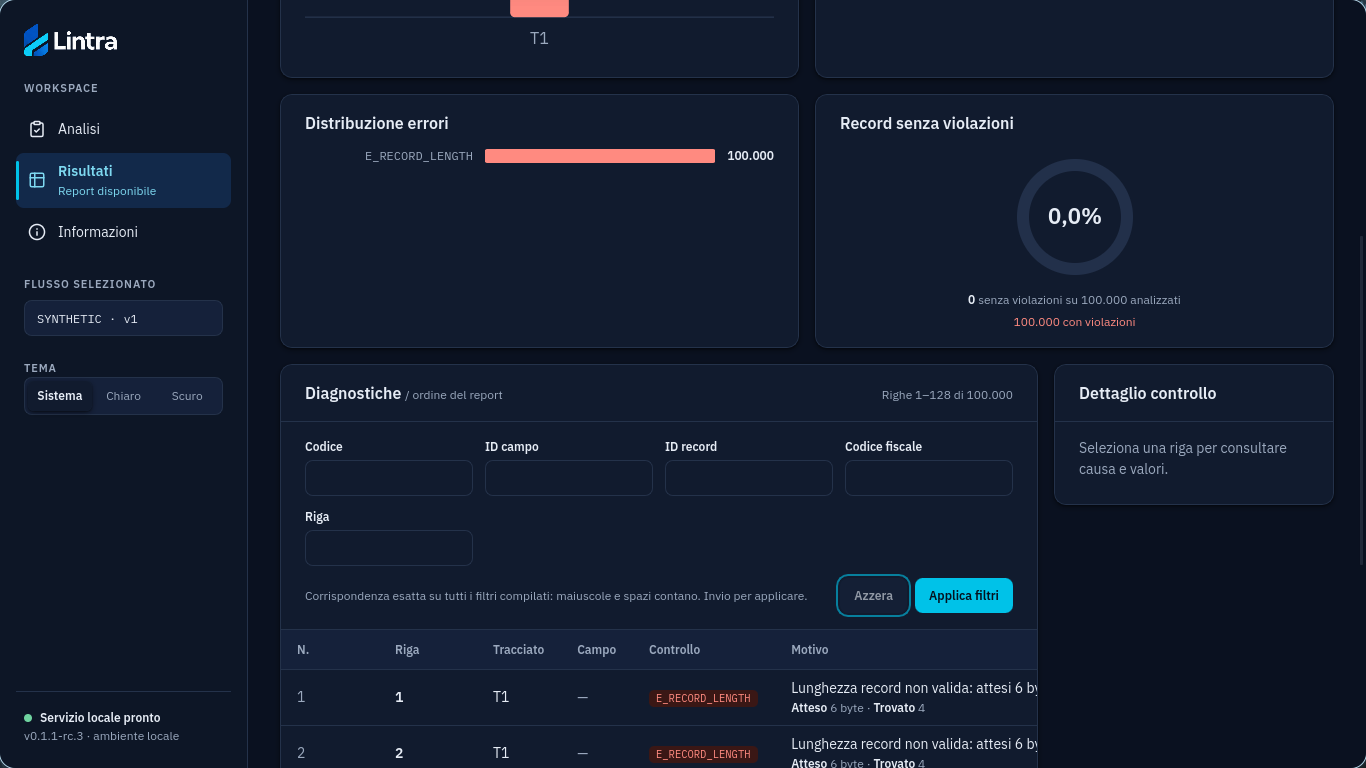 Lintra
WORKSPACE
Analisi
Risultati
Report disponibile
Informazioni
FLUSSO SELEZIONATO
SYNTHETIC · v1
TEMA
Sistema Chiaro Scuro
Servizio locale pronto
v0.1.1-rc.3 · ambiente locale
T1
Distribuzione errori
E_RECORD_LENGTH 100.000
Record senza violazioni
0,0%
0 senza violazioni su 100.000 analizzati
100.000 con violazioni
Diagnostiche / ordine del report Righe 1–128 di 100.000
Codice ID campo ID record Codice fiscale
Riga
Corrispondenza esatta su tutti i filtri compilati: maiuscole e spazi contano. Invio per applicare. Azzera Applica filtri
N. Riga Tracciato Campo Controllo Motivo
1 1 T1 — E_RECORD_LENGTH Lunghezza record non valida: attesi 6 by
Atteso 6 byte · Trovato 4
2 2 T1 — E_RECORD_LENGTH Lunghezza record non valida: attesi 6 by
Atteso 6 byte · Trovato 4
Dettaglio controllo
Seleziona una riga per consultare
causa e valori.